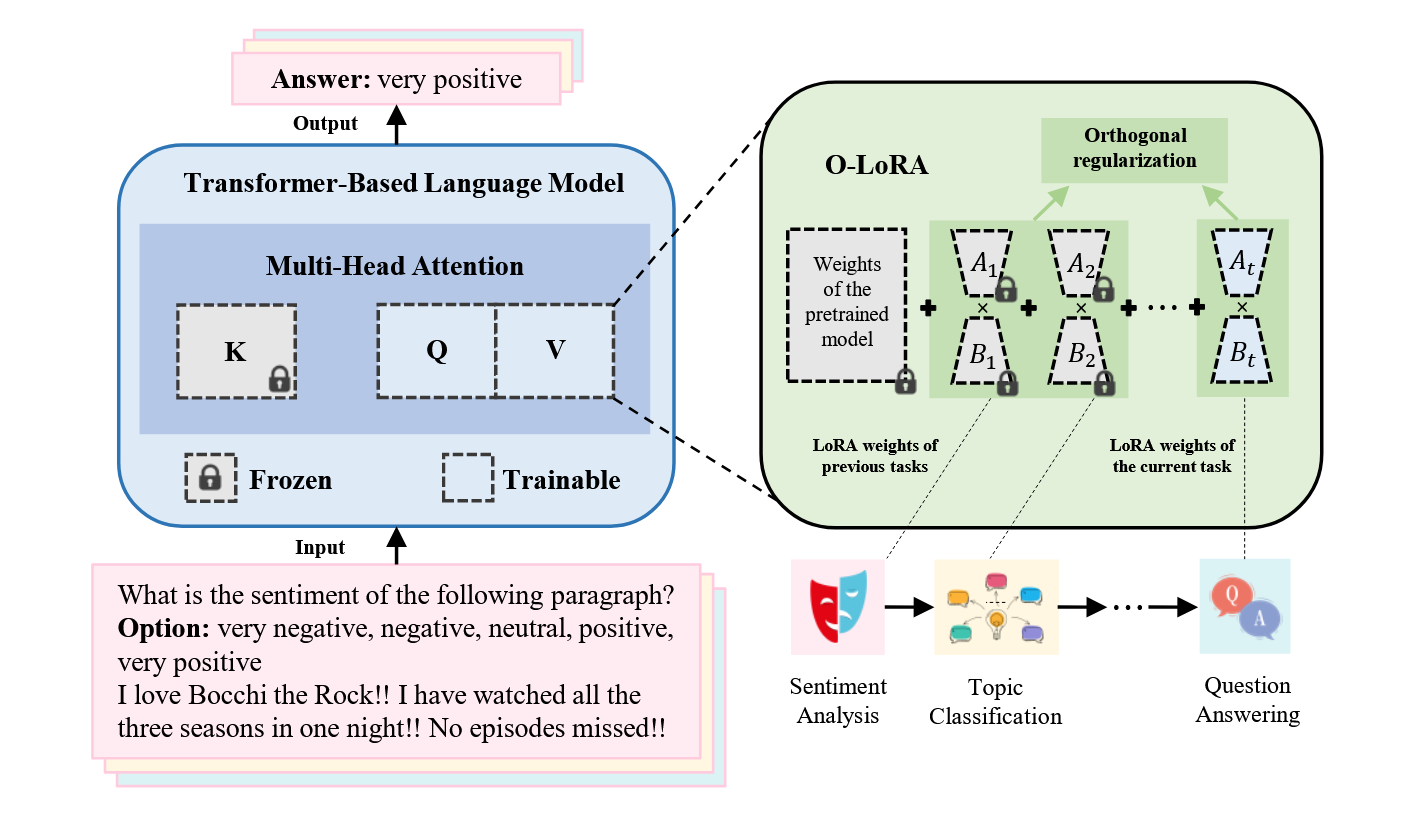 Answer: very positive
Output
Transformer-Based Language Model
Multi-Head Attention
K
Q
V
Frozen
Trainable
Input
What is the sentiment of the following paragraph?
Option: very negative, negative, neutral, positive,
very positive
I love Bocchi the Rock!! I have watched all the
three seasons in one night!! No episodes missed!!
O-LoRA
Orthogonal
regularization
Weights
of the
pretrained
model
+
A₁
×
B₁
+
A₂
×
B₂
+
...
+
Aₜ
×
Bₜ
LoRA weights of
previous tasks
LoRA weights of
the current task
...
Q
A
Sentiment
Analysis
Topic
Classification
Question
Answering